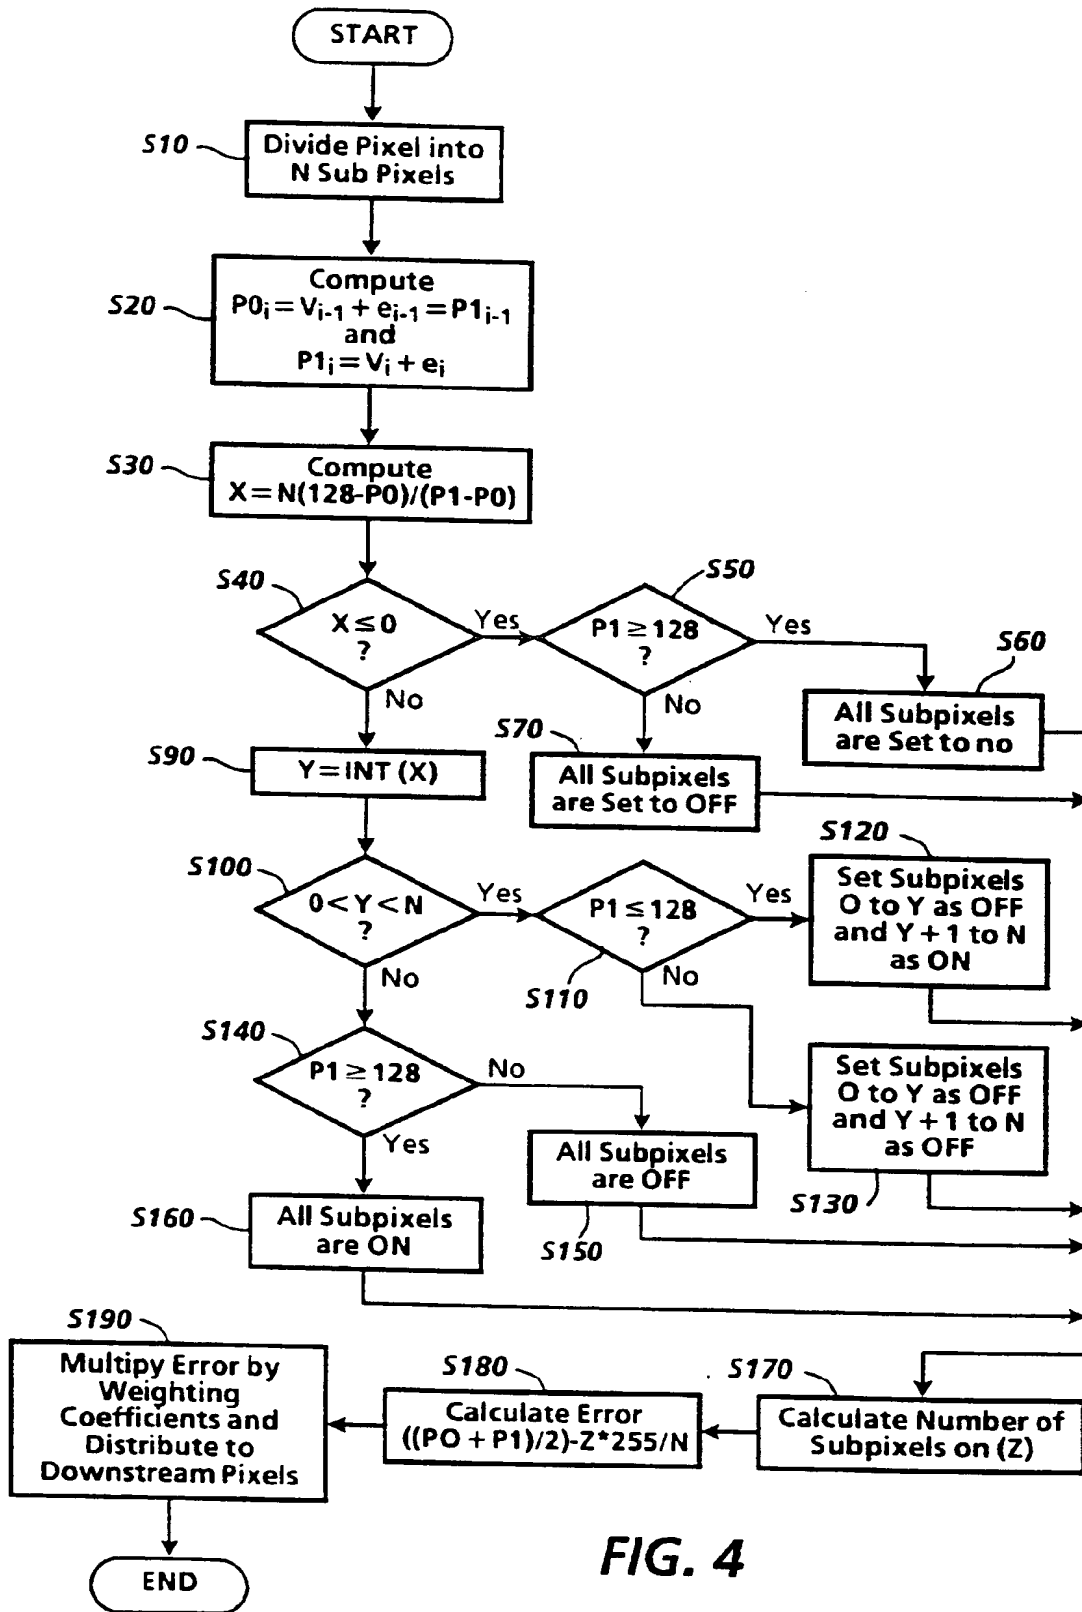 START
S10
Divide Pixel into
N Sub Pixels
S20
Compute
P0i = Vi-1 + ei-1 = P1i-1
and
P1i = Vi + ei
S30
Compute
X = N(128-P0)/(P1-P0)
S40
X ≤ 0
?
Yes
No
S50
P1 ≥ 128
?
Yes
No
S60
All Subpixels
are Set to no
S70
All Subpixels
are Set to OFF
S90
Y = INT (X)
S100
0 < Y < N
?
Yes
No
P1 ≤ 128
?
S110
Yes
No
S120
Set Subpixels
O to Y as OFF
and Y + 1 to N
as ON
Set Subpixels
O to Y as OFF
and Y + 1 to N
as OFF
S130
S140
P1 ≥ 128
?
No
Yes
All Subpixels
are OFF
S150
S160
All Subpixels
are ON
S170
Calculate Number of
Subpixels on (Z)
S180
Calculate Error
((PO + P1)/2)-Z*255/N
S190
Multipy Error by
Weighting
Coefficients and
Distribute to
Downstream Pixels
END
FIG. 4